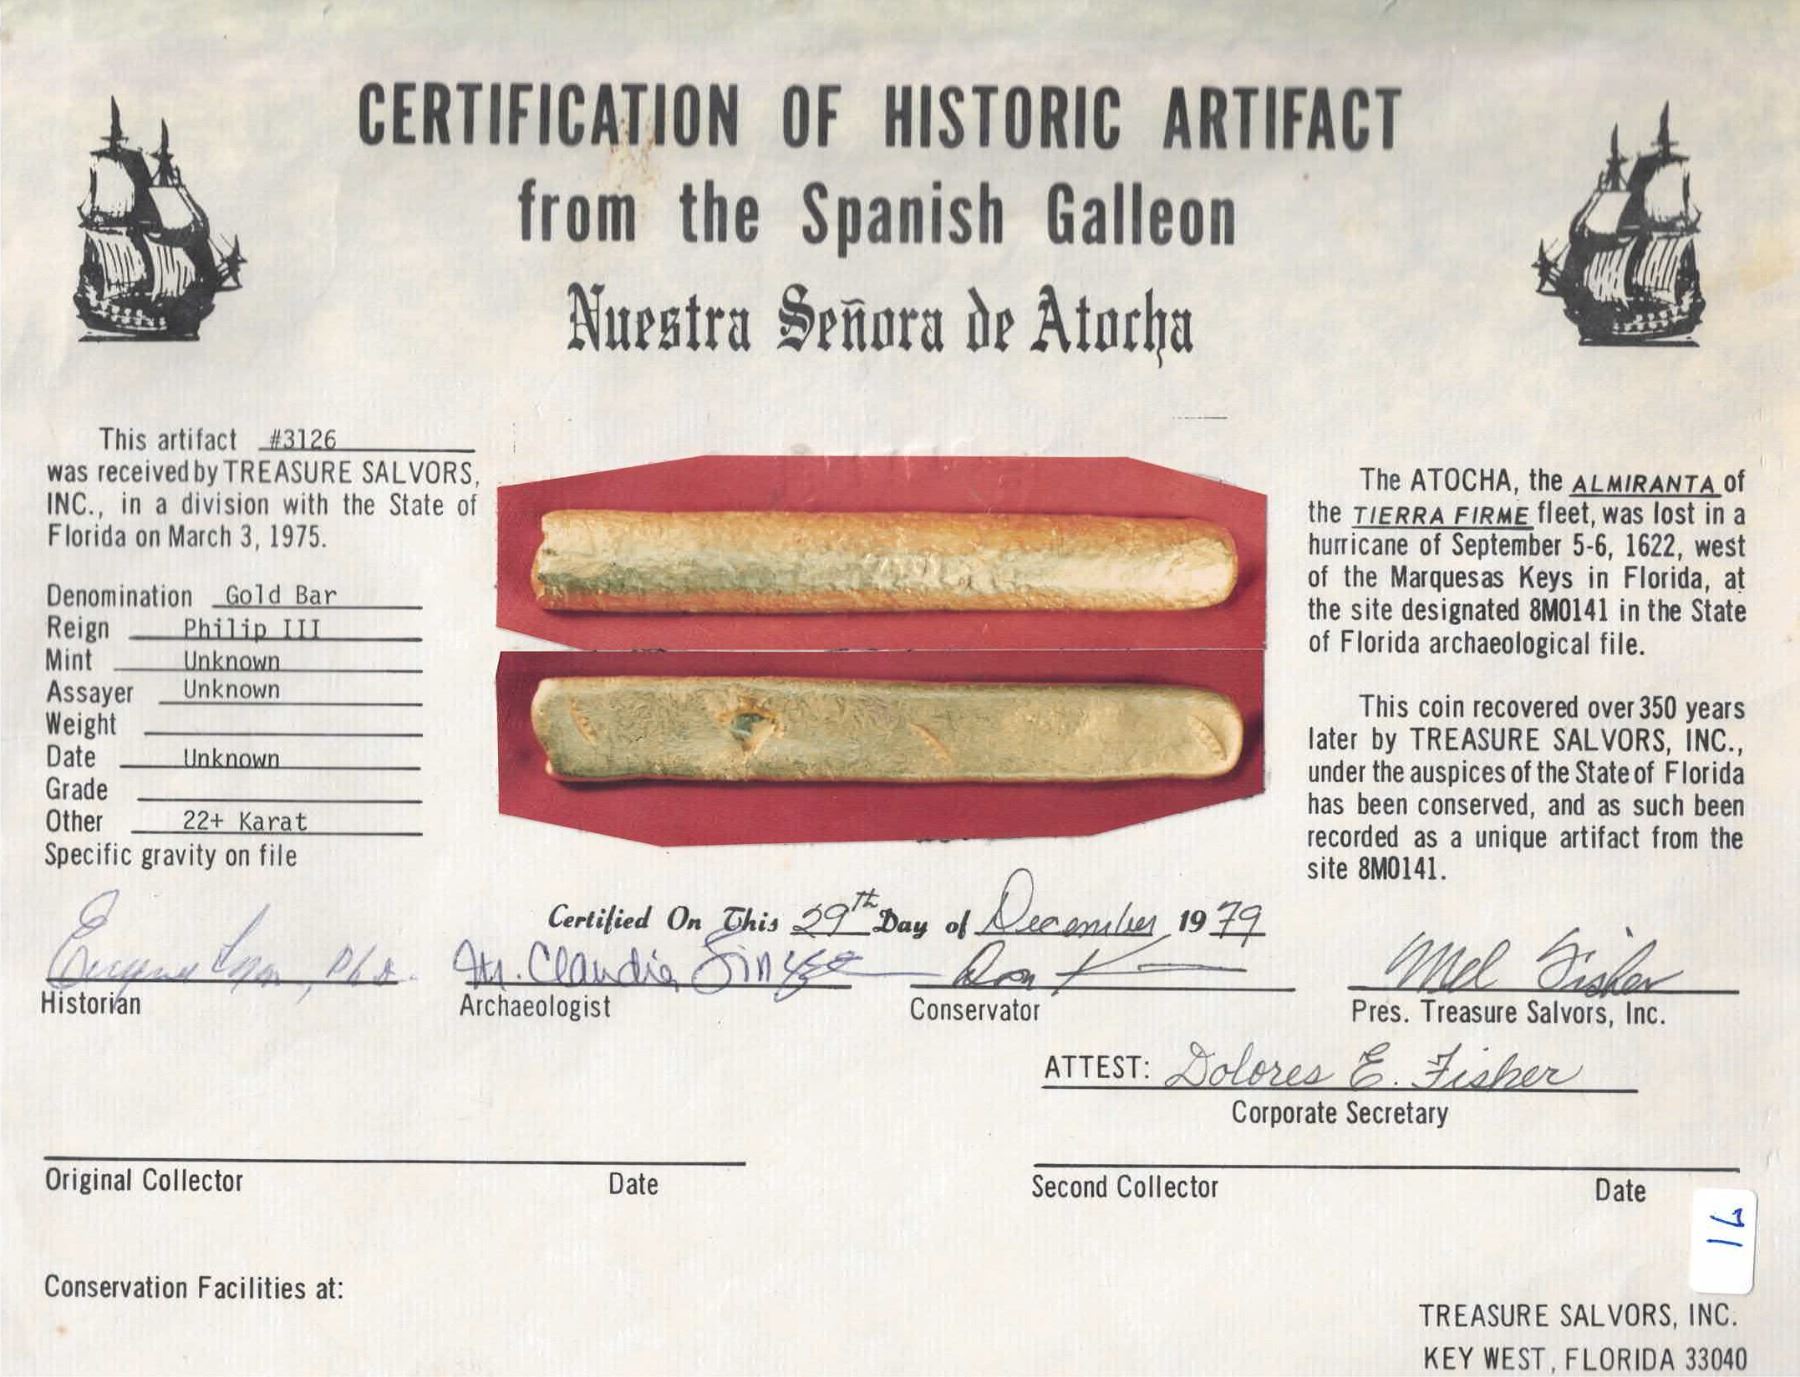 CERTIFICATION OF HISTORIC ARTIFACT
from the Spanish Galleon
Nuestra Señora de Atocha
This artifact #3126
was received by TREASURE SALVORS,
INC., in a division with the State of
Florida on March 3, 1975.
Denomination Gold Bar
Reign Philip III
Mint Unknown
Assayer Unknown
Weight
Date Unknown
Grade
Other 22+ Karat
Specific gravity on file
The ATOCHA, the ALMIRANTA of
the TIERRA FIRME fleet, was lost in a
hurricane of September 5-6, 1622, west
of the Marquesas Keys in Florida, at
the site designated 8M0141 in the State
of Florida archaeological file.
This coin recovered over 350 years
later by TREASURE SALVORS, INC.,
under the auspices of the State of Florida
has been conserved, and as such been
recorded as a unique artifact from the
site 8M0141.
Certified On This 29th Day of December 1979
Eugene Lyon, Ph.D.
Historian
M. Claudia
Archaeologist
Don
Conservator
Mel Fisher
Pres. Treasure Salvors, Inc.
ATTEST: Dolores E. Fisher
Corporate Secretary
Original Collector Date
Second Collector Date
Conservation Facilities at:
TREASURE SALVORS, INC.
KEY WEST, FLORIDA 33040